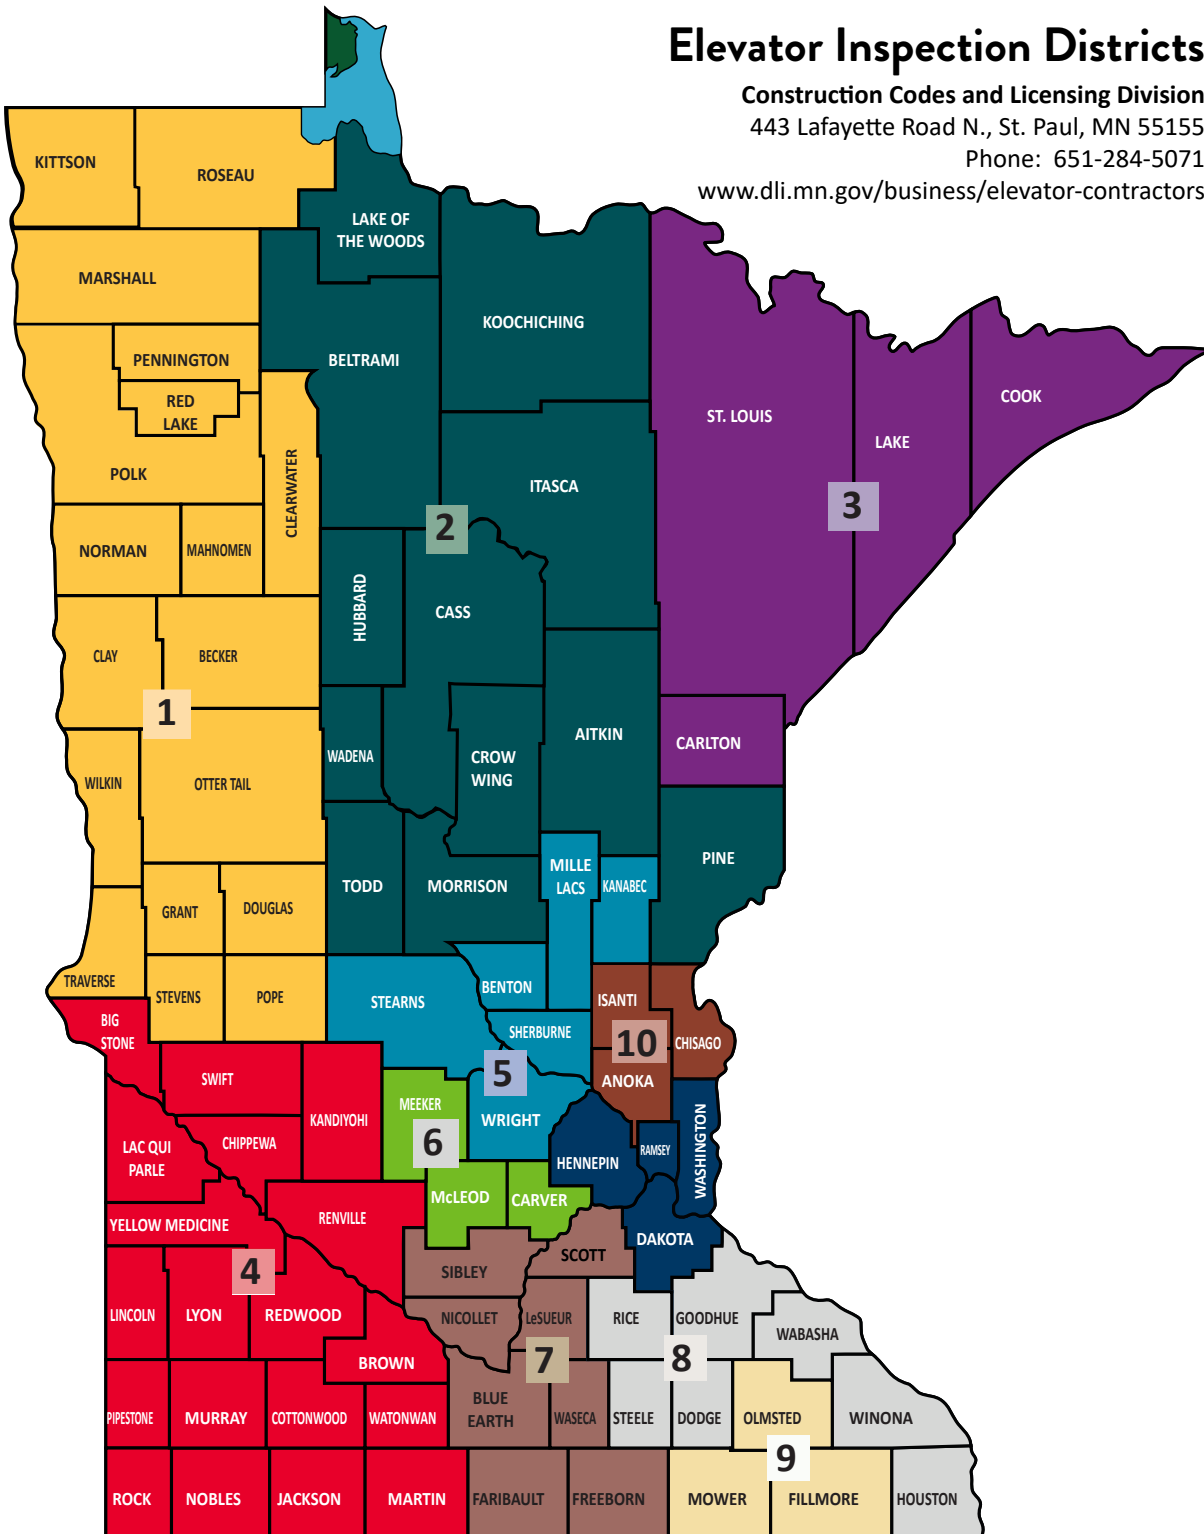 Elevator Inspection Districts
Construction Codes and Licensing Division
443 Lafayette Road N., St. Paul, MN 55155
Phone: 651-284-5071
www.dli.mn.gov/business/elevator-contractors
KITTSON
ROSEAU
LAKE OF
THE WOODS
MARSHALL
KOOCHICHING
PENNINGTON
BELTRAMI
RED
LAKE
COOK
ST. LOUIS
LAKE
POLK
CLEARWATER
ITASCA
3
2
NORMAN
MAHNOMEN
HUBBARD
CASS
CLAY
BECKER
1
AITKIN
CARLTON
WADENA
CROW
WING
WILKIN
OTTER TAIL
PINE
MILLE
LACS
KANABEC
TODD
MORRISON
GRANT
DOUGLAS
TRAVERSE
STEVENS
POPE
STEARNS
BENTON
ISANTI
BIG
STONE
SHERBURNE
10
CHISAGO
SWIFT
5
ANOKA
MEEKER
KANDIYOHI
WRIGHT
CHIPPEWA
6
LAC QUI
PARLE
HENNEPIN
RAMSEY
WASHINGTON
McLEOD
CARVER
RENVILLE
YELLOW MEDICINE
DAKOTA
SCOTT
4
SIBLEY
LINCOLN
LYON
REDWOOD
NICOLLET
LeSUEUR
RICE
GOODHUE
WABASHA
BROWN
7
8
BLUE
EARTH
PIPESTONE
MURRAY
COTTONWOOD
WATONWAN
WASECA
STEELE
DODGE
OLMSTED
WINONA
9
ROCK
NOBLES
JACKSON
MARTIN
FARIBAULT
FREEBORN
MOWER
FILLMORE
HOUSTON